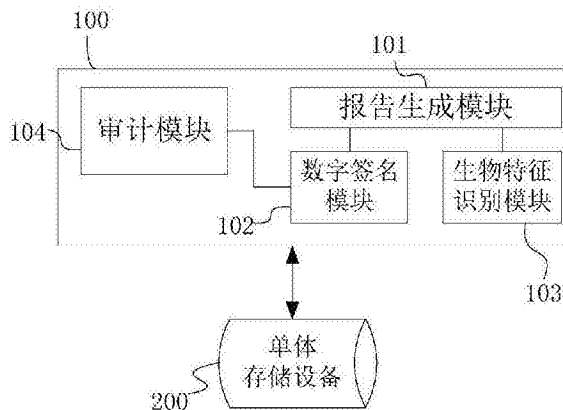 100
101
104
审计模块
报告生成模块
数字签名
模块
102
生物特征
识别模块
103
单体
存储设备
200